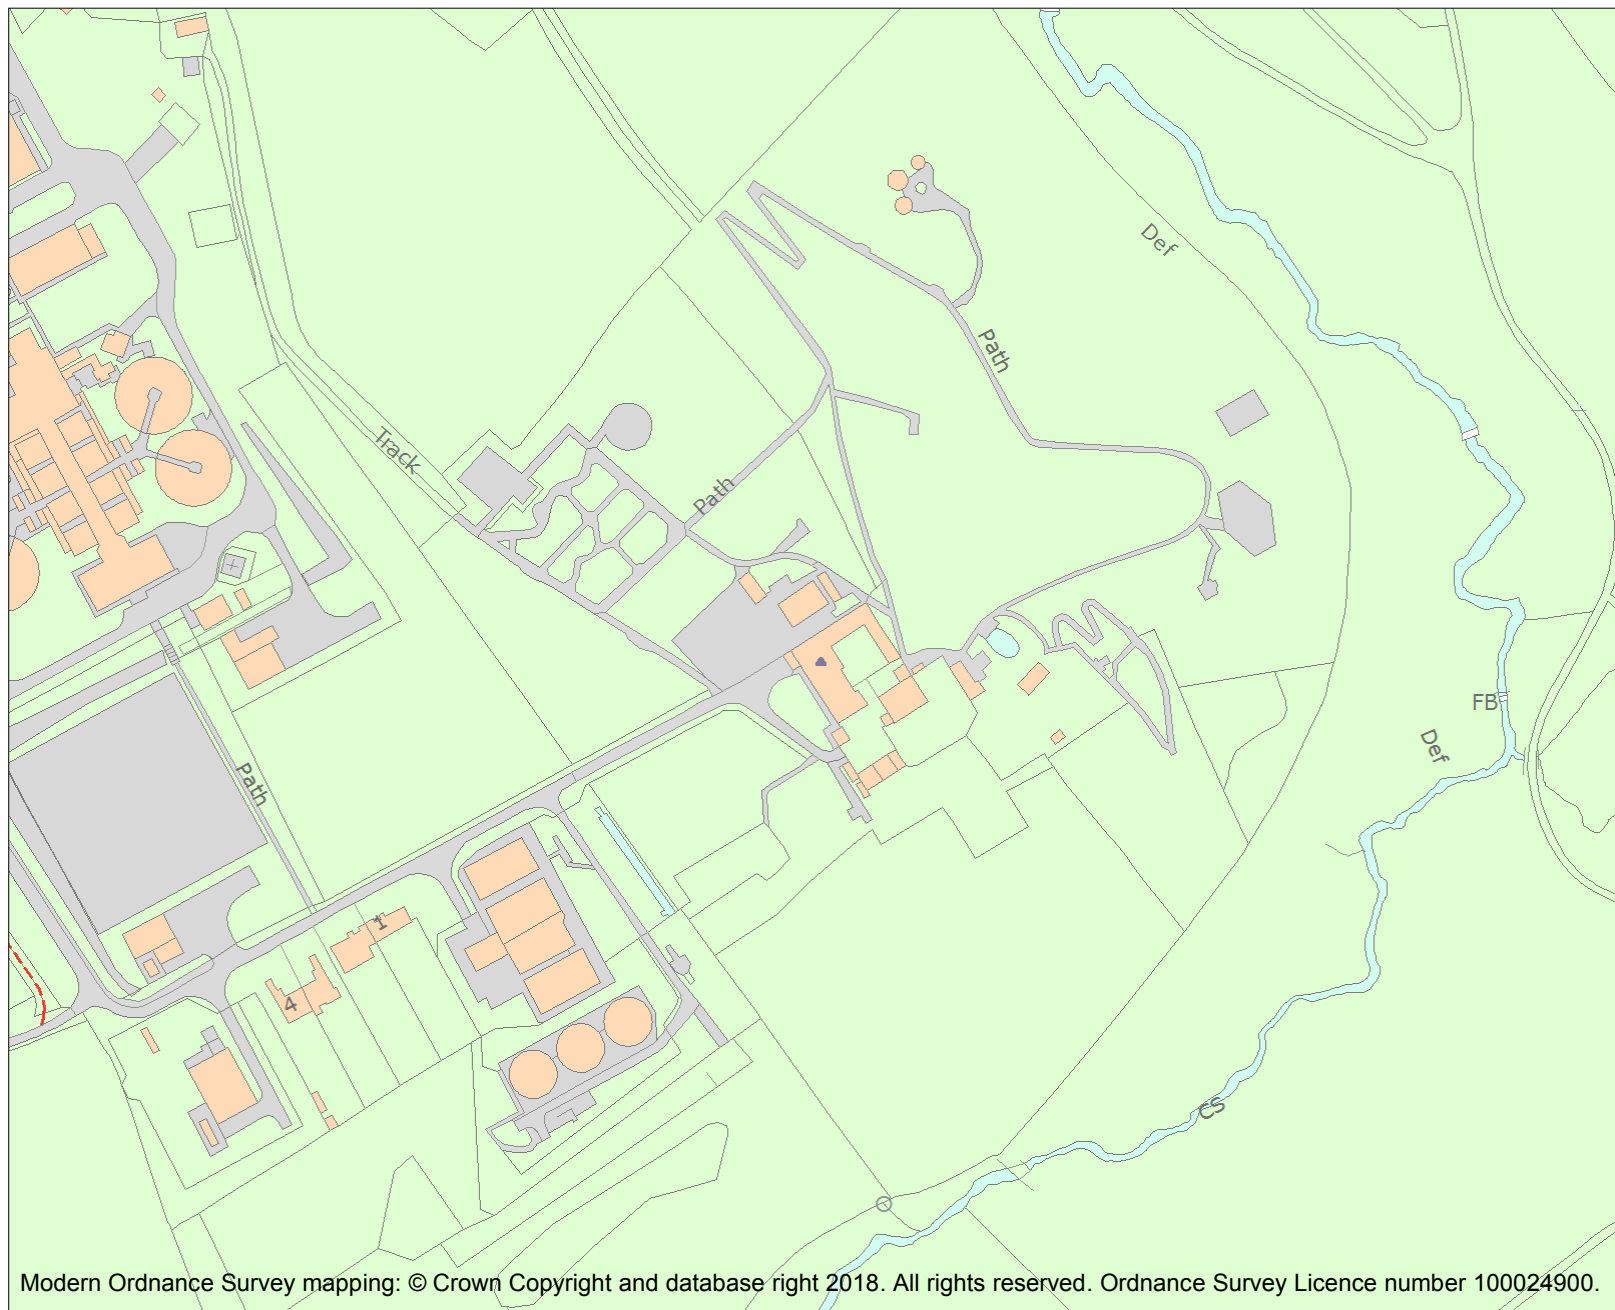 Def
Path
Track
Path
FB
Def
Path
1
4
CS
Modern Ordnance Survey mapping: © Crown Copyright and database right 2018. All rights reserved. Ordnance Survey Licence number 100024900.